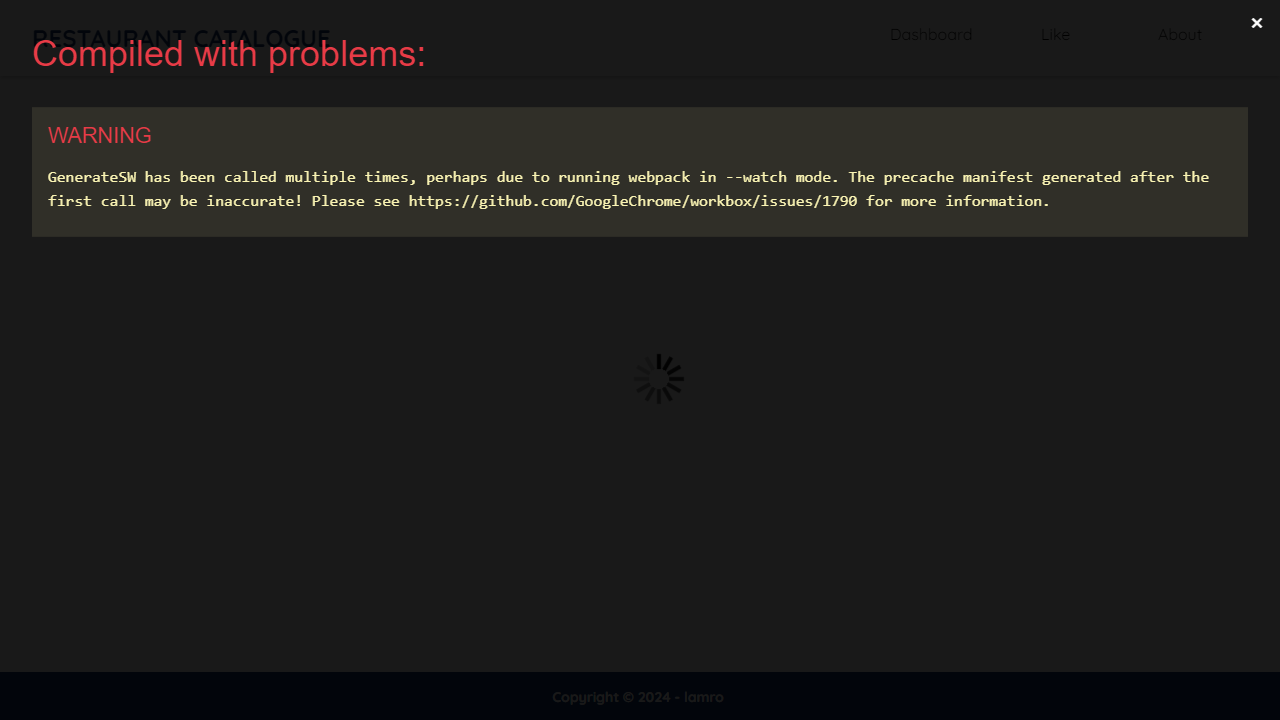 RESTAURANT CATALOGUE
Dashboard
Like
About
Compiled with problems:
WARNING
GenerateSW has been called multiple times, perhaps due to running webpack in --watch mode. The precache manifest generated after the
first call may be inaccurate! Please see https://github.com/GoogleChrome/workbox/issues/1790 for more information.
Copyright © 2024 - Iamro